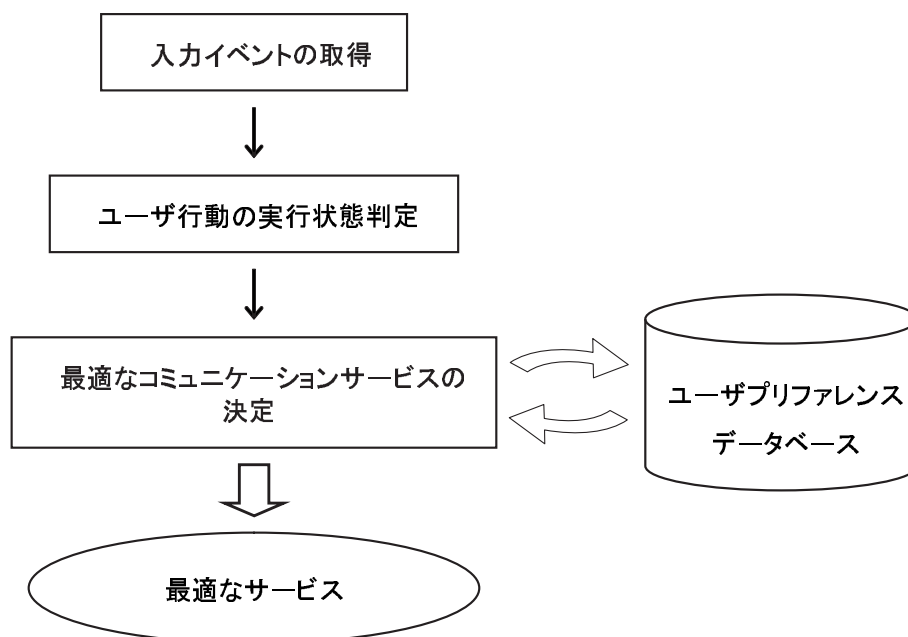 入力イベントの取得
ユーザ行動の実行状態判定
最適なコミュニケーションサービスの
決定
ユーザプリファレンス
データベース
最適なサービス